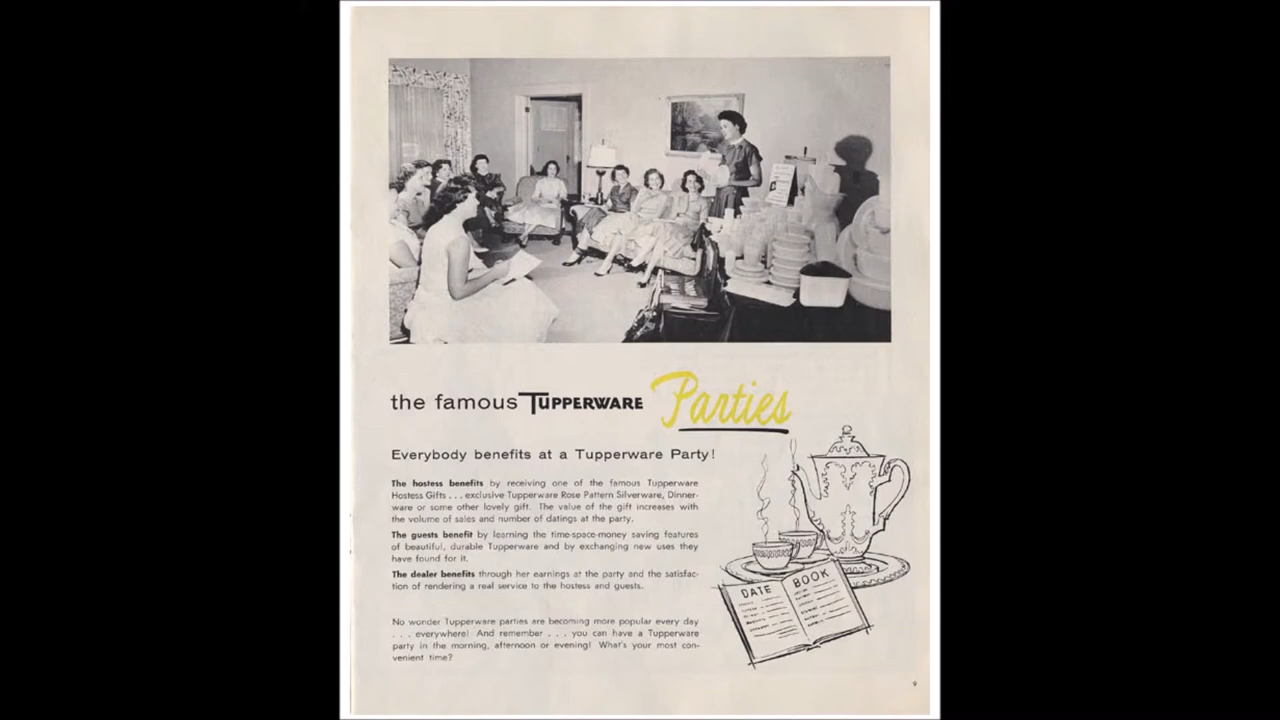 the famous TUPPERWARE Parties
Everybody benefits at a Tupperware Party!
The hostess benefits by receiving one of the famous Tupperware
Hostess Gifts . . . exclusive Tupperware Rose Pattern Silverware, Dinner-
ware or some other lovely gift. The value of the gift increases with
the volume of sales and number of datings at the party.
The guests benefit by learning the time-space-money saving features
of beautiful, durable Tupperware and by exchanging new uses they
have found for it.
The dealer benefits through her earnings at the party and the satisfac-
tion of rendering a real service to the hostess and guests.
No wonder Tupperware parties are becoming more popular every day
. . . everywhere! And remember . . . you can have a Tupperware
party in the morning, afternoon or evening! What's your most con-
venient time?
DATE BOOK
9